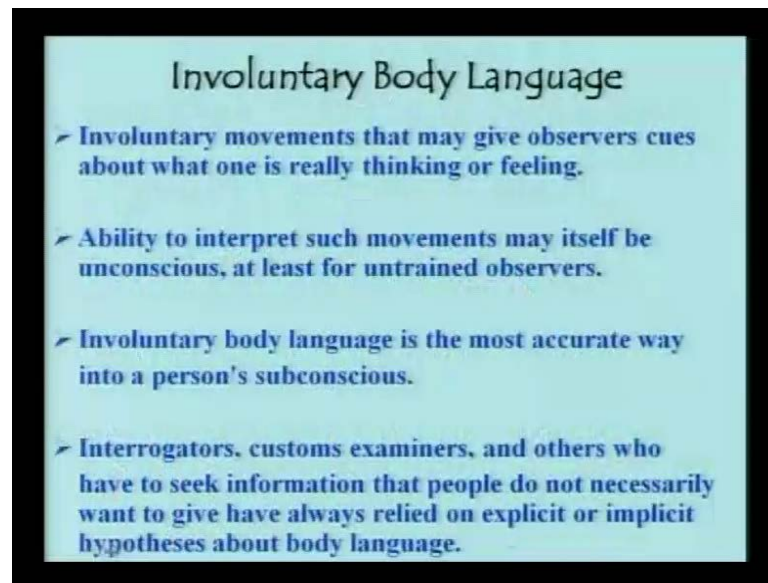 Involuntary Body Language
➢ Involuntary movements that may give observers cues
about what one is really thinking or feeling.
➢ Ability to interpret such movements may itself be
unconscious, at least for untrained observers.
➢ Involuntary body language is the most accurate way
into a person's subconscious.
➢ Interrogators, customs examiners, and others who
have to seek information that people do not necessarily
want to give have always relied on explicit or implicit
hypotheses about body language.